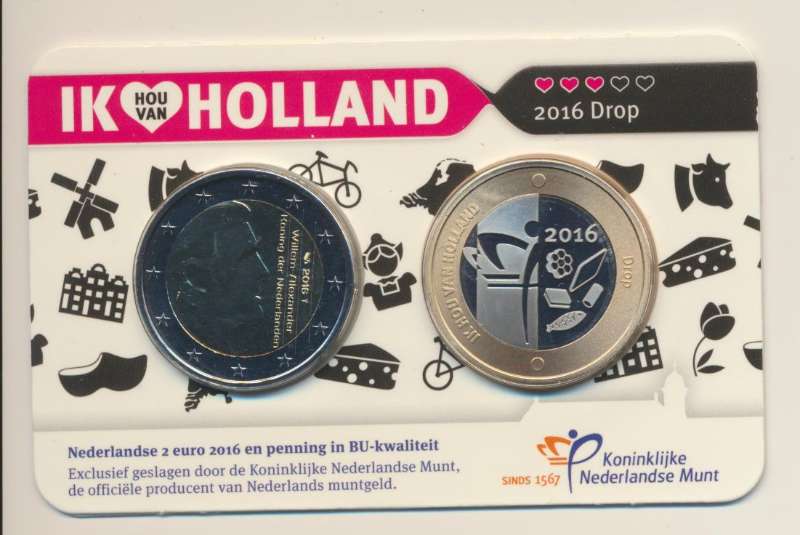 IK HOU VAN HOLLAND
2016 Drop
2016
Willem-Alexander
Koning der Nederlanden
2016
Drop
IK HOU VAN HOLLAND
Nederlandse 2 euro 2016 en penning in BU-kwaliteit
Exclusief geslagen door de Koninklijke Nederlandse Munt,
de officiële producent van Nederlands muntgeld.
SINDS 1567
Koninklijke
Nederlandse Munt